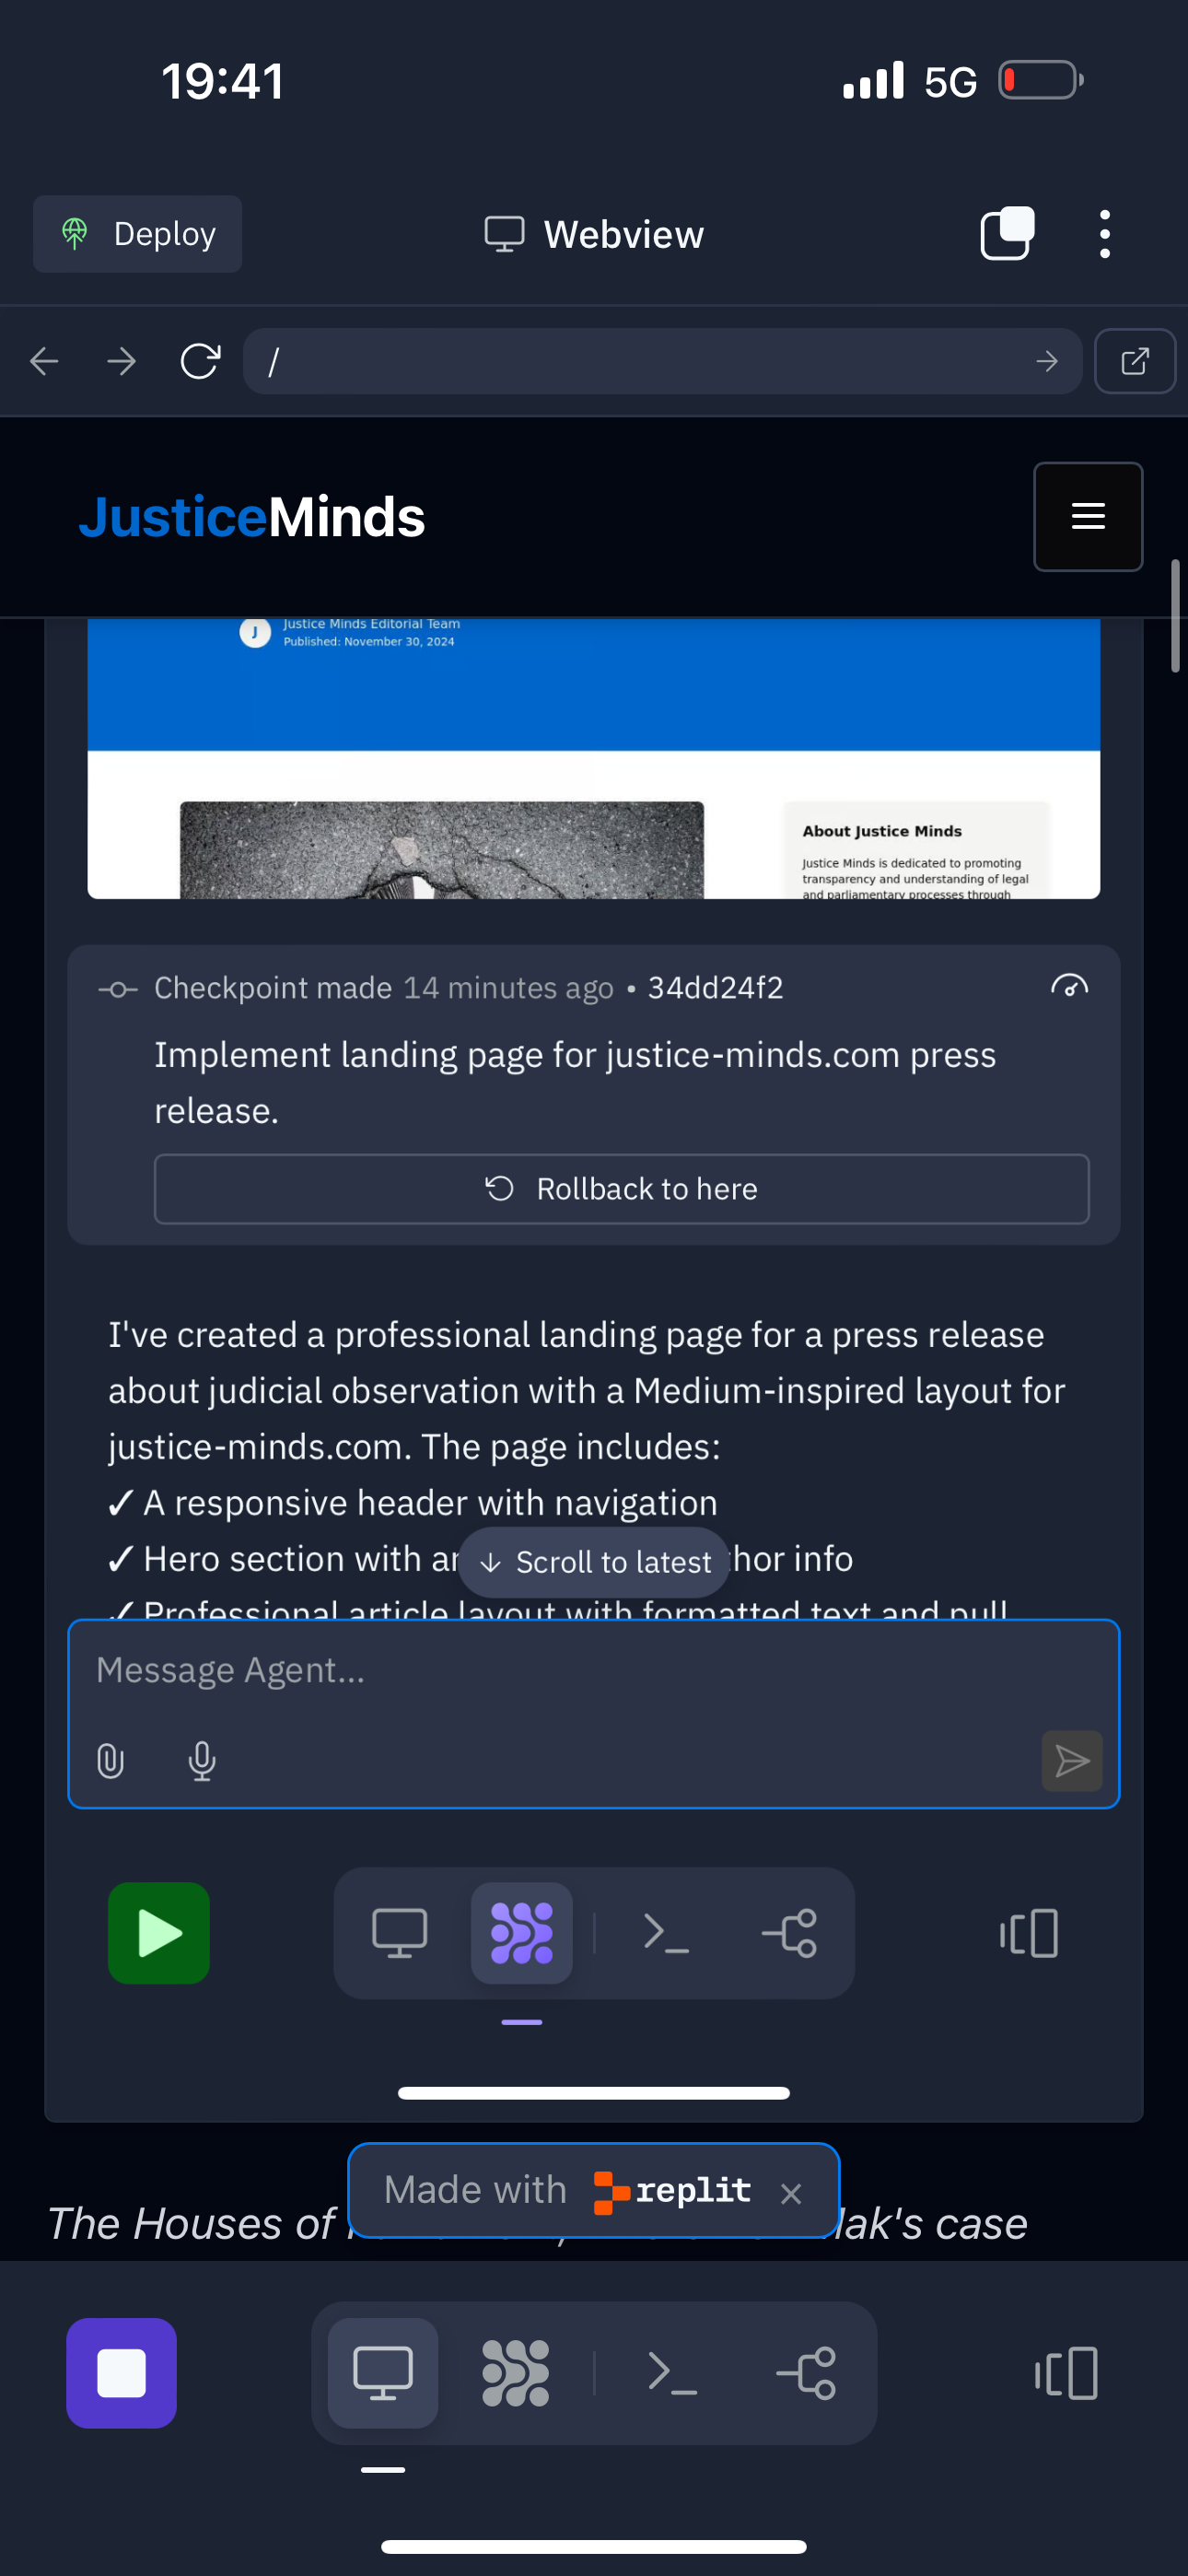 19:41
5G
Deploy
Webview
/
JusticeMinds
J
Justice Minds Editorial Team
Published: November 30, 2024
About Justice Minds
Justice Minds is dedicated to promoting
transparency and understanding of legal
and parliamentary processes through
Checkpoint made 14 minutes ago • 34dd24f2
Implement landing page for justice-minds.com press
release.
Rollback to here
I've created a professional landing page for a press release
about judicial observation with a Medium-inspired layout for
justice-minds.com. The page includes:
✓ A responsive header with navigation
✓ Hero section with
hor info
Scroll to latest
✓ Professional article layout with formatted text and pull
Message Agent...
Made with replit ×
The Houses of
ak's case